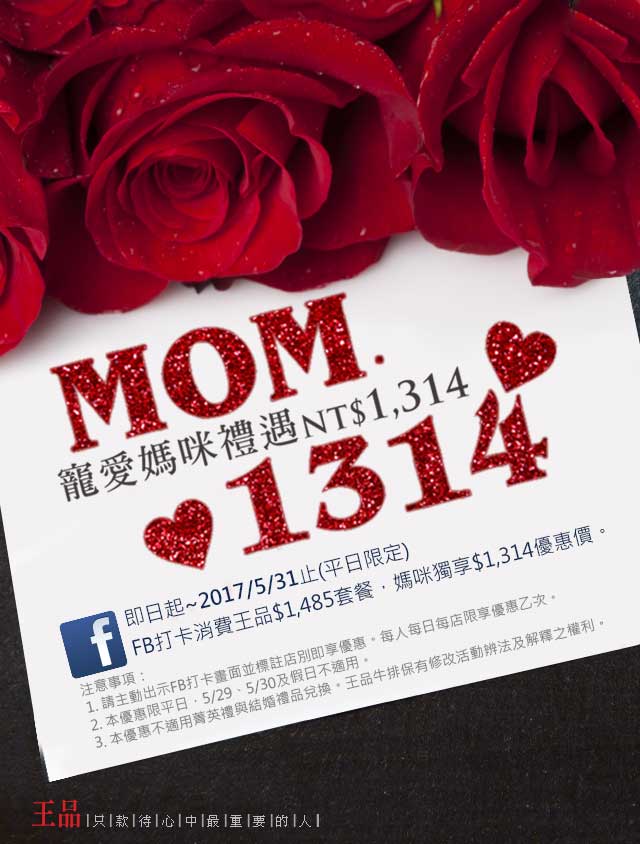 MOM.
寵愛媽咪禮遇NT$1,314
1314
即日起~2017/5/31止(平日限定)
FB打卡消費王品$1,485套餐．媽咪獨享$1,314優惠價。
注意事項：
1. 請主動出示FB打卡畫面並標註店別即享優惠。每人每日每店限享優惠乙次。
2. 本優惠限平日．5/29、5/30及假日不適用。
3. 本優惠不適用菁英禮與結婚禮品兌換。王品牛排保有修改活動辨法及解釋之權利。
王品|只|款|待|心|中|最|重|要|的|人|